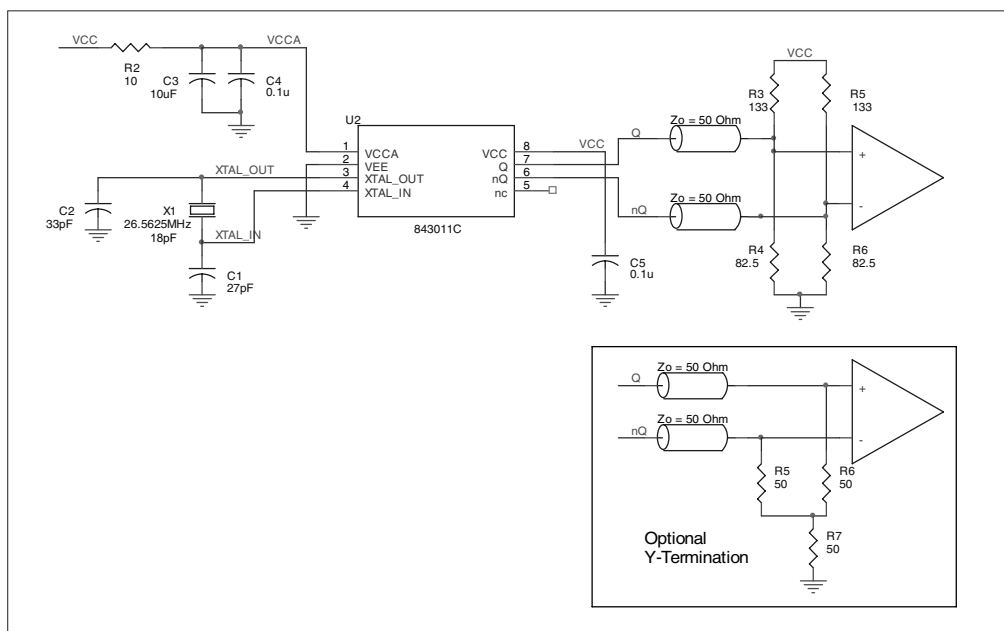 VCC
R2
10
VCCA
C3
10uF
C4
0.1u
U2
1
2
3
4
VCCA
VEE
XTAL_OUT
XTAL_IN
VCC
Q
nQ
nc
8
7
6
5
843011C
XTAL_OUT
C2
33pF
X1
26.5625MHz
18pF
XTAL_IN
C1
27pF
VCC
Q
nQ
Zo = 50 Ohm
Zo = 50 Ohm
C5
0.1u
VCC
R3
133
R5
133
+
-
R4
82.5
R6
82.5
Q
Zo = 50 Ohm
nQ
Zo = 50 Ohm
+
-
R5
50
R6
50
R7
50
Optional
Y-Termination